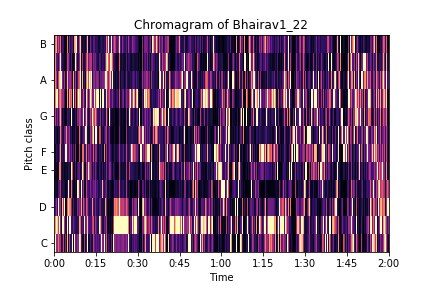 Chromagram of Bhairav1_22
B
A
G
F
E
D
C
Pitch class
0:00 0:15 0:30 0:45 1:00 1:15 1:30 1:45 2:00
Time